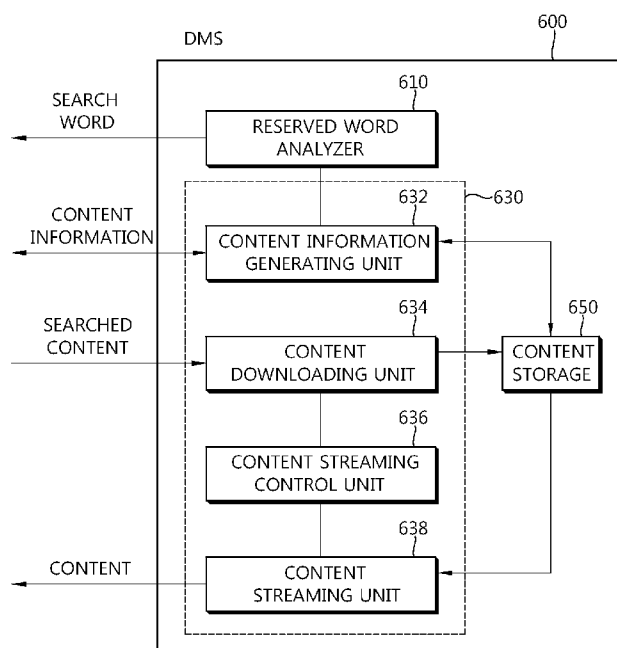 DMS
600
SEARCH
WORD
610
RESERVED WORD
ANALYZER
630
CONTENT
INFORMATION
632
CONTENT INFORMATION
GENERATING UNIT
SEARCHED
CONTENT
634
CONTENT
DOWNLOADING UNIT
650
CONTENT
STORAGE
636
CONTENT STREAMING
CONTROL UNIT
638
CONTENT
CONTENT
STREAMING UNIT